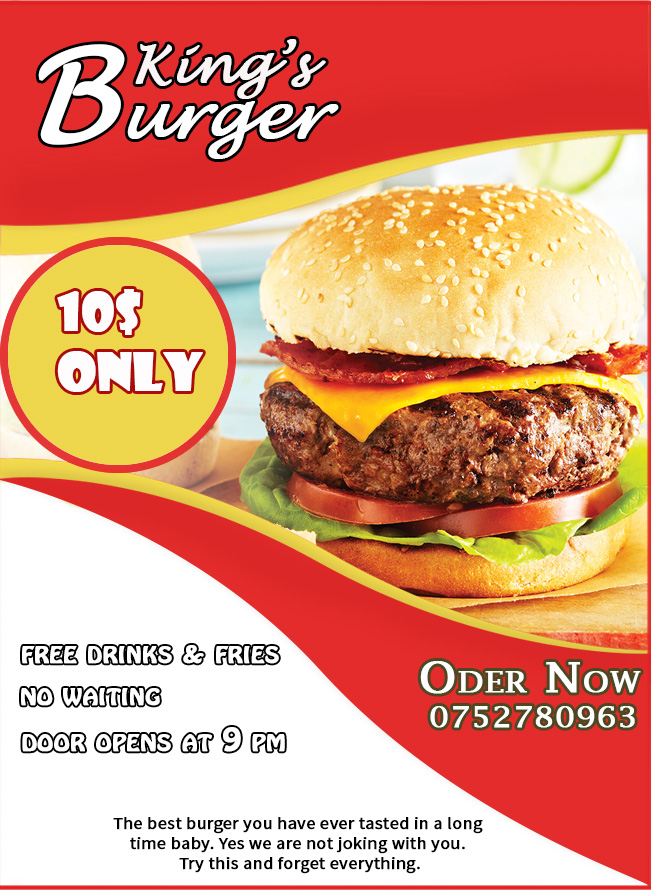 King's
Burger
10$
ONLY
FREE DRINKS & FRIES
NO WAITING
DOOR OPENS AT 9 PM
ODER NOW
0752780963
The best burger you have ever tasted in a long
time baby. Yes we are not joking with you.
Try this and forget everything.